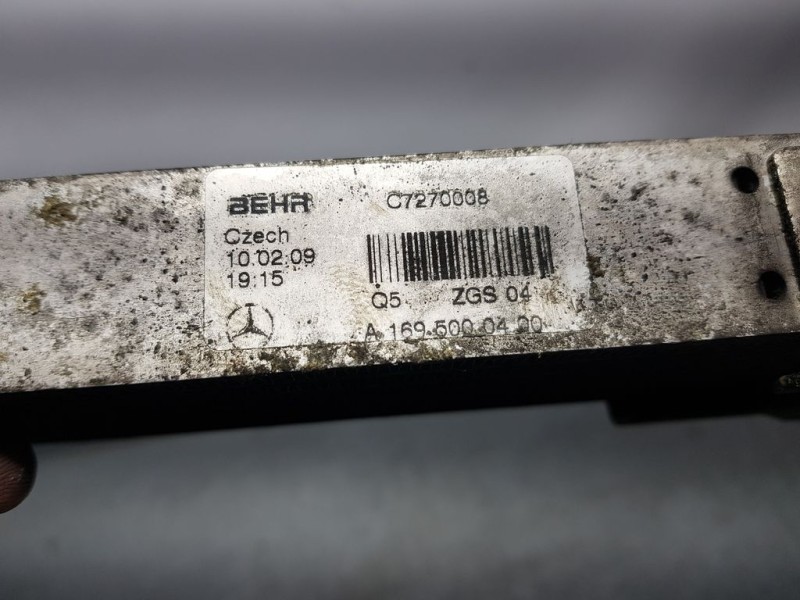 BEHR C7270008
Czech
10.02.09
19:15
Q5 ZGS 04
A 169 500 04 00